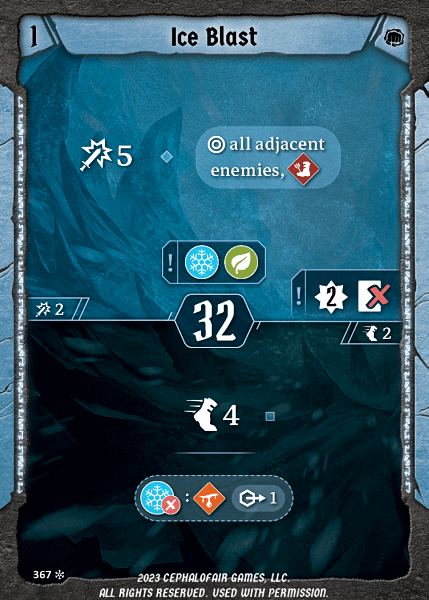 1
Ice Blast
5
all adjacent
enemies,
!
! 2
2
32
2
4
: 1
367
2023 CEPHALOFAIR GAMES, LLC.
ALL RIGHTS RESERVED. USED WITH PERMISSION.